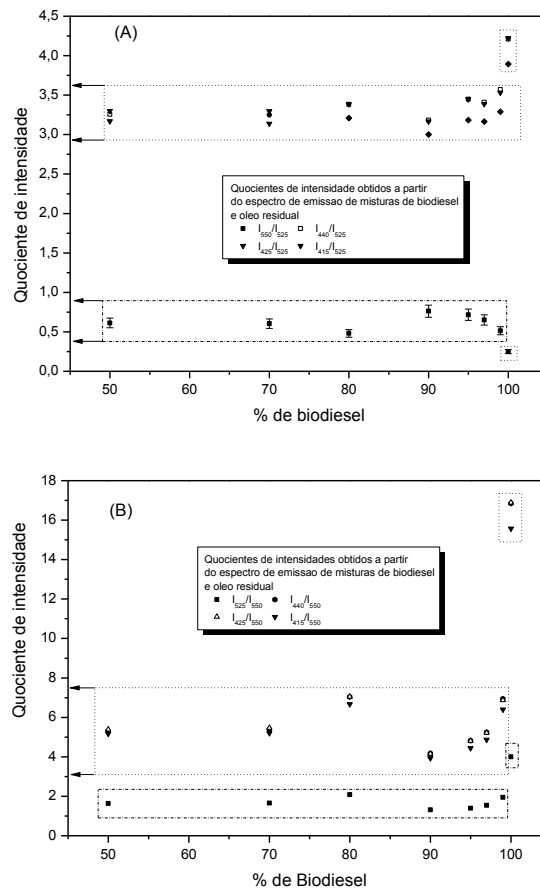 (A)
4,5
4,0
3,5
3,0
2,5
2,0
1,5
1,0
0,5
0,0
Quociente de intensidade
Quocientes de intensidade obtidos a partir
do espectro de emissao de misturas de biodiesel
e oleo residual
I550/I525 I440/I525
I425/I525 I415/I525
50 60 70 80 90 100
% de biodiesel
(B)
18
16
14
12
10
8
6
4
2
0
Quociente de intensidade
Quocientes de intensidades obtidos a partir
do espectro de emissao de misturas de biodiesel
e oleo residual
I525/I550 I440/I550
I425/I550 I415/I550
50 60 70 80 90 100
% de Biodiesel